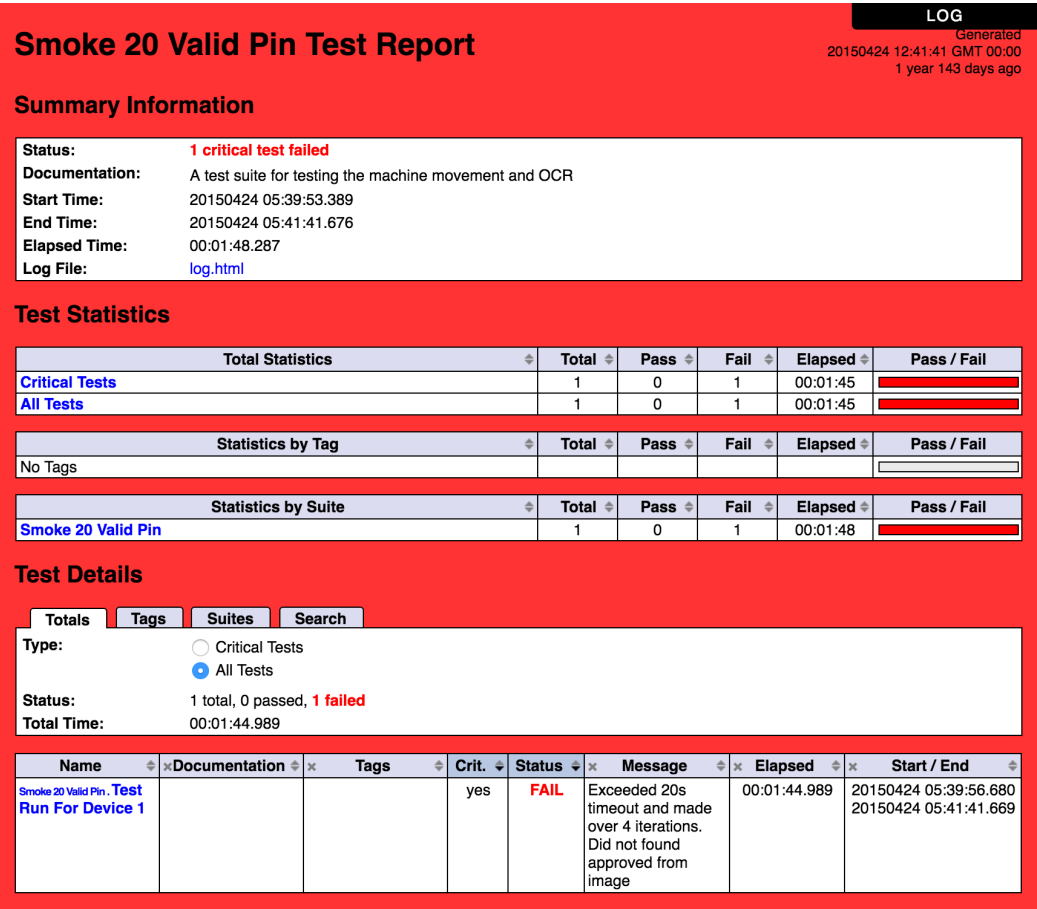 LOG
Smoke 20 Valid Pin Test Report
Generated
20150424 12:41:41 GMT 00:00
1 year 143 days ago
Summary Information
Status: 1 critical test failed
Documentation: A test suite for testing the machine movement and OCR
Start Time: 20150424 05:39:53.389
End Time: 20150424 05:41:41.676
Elapsed Time: 00:01:48.287
Log File: log.html
Test Statistics
Total Statistics Total Pass Fail Elapsed Pass / Fail
Critical Tests 1 0 1 00:01:45
All Tests 1 0 1 00:01:45
Statistics by Tag Total Pass Fail Elapsed Pass / Fail
No Tags
Statistics by Suite Total Pass Fail Elapsed Pass / Fail
Smoke 20 Valid Pin 1 0 1 00:01:48
Test Details
Totals Tags Suites Search
Type: Critical Tests
All Tests
Status: 1 total, 0 passed, 1 failed
Total Time: 00:01:44.989
Name × Documentation × Tags Crit. Status × Message × Elapsed × Start / End
Smoke 20 Valid Pin . Test yes FAIL Exceeded 20s 00:01:44.989 20150424 05:39:56.680
Run For Device 1 timeout and made 20150424 05:41:41.669
over 4 iterations.
Did not found
approved from
image